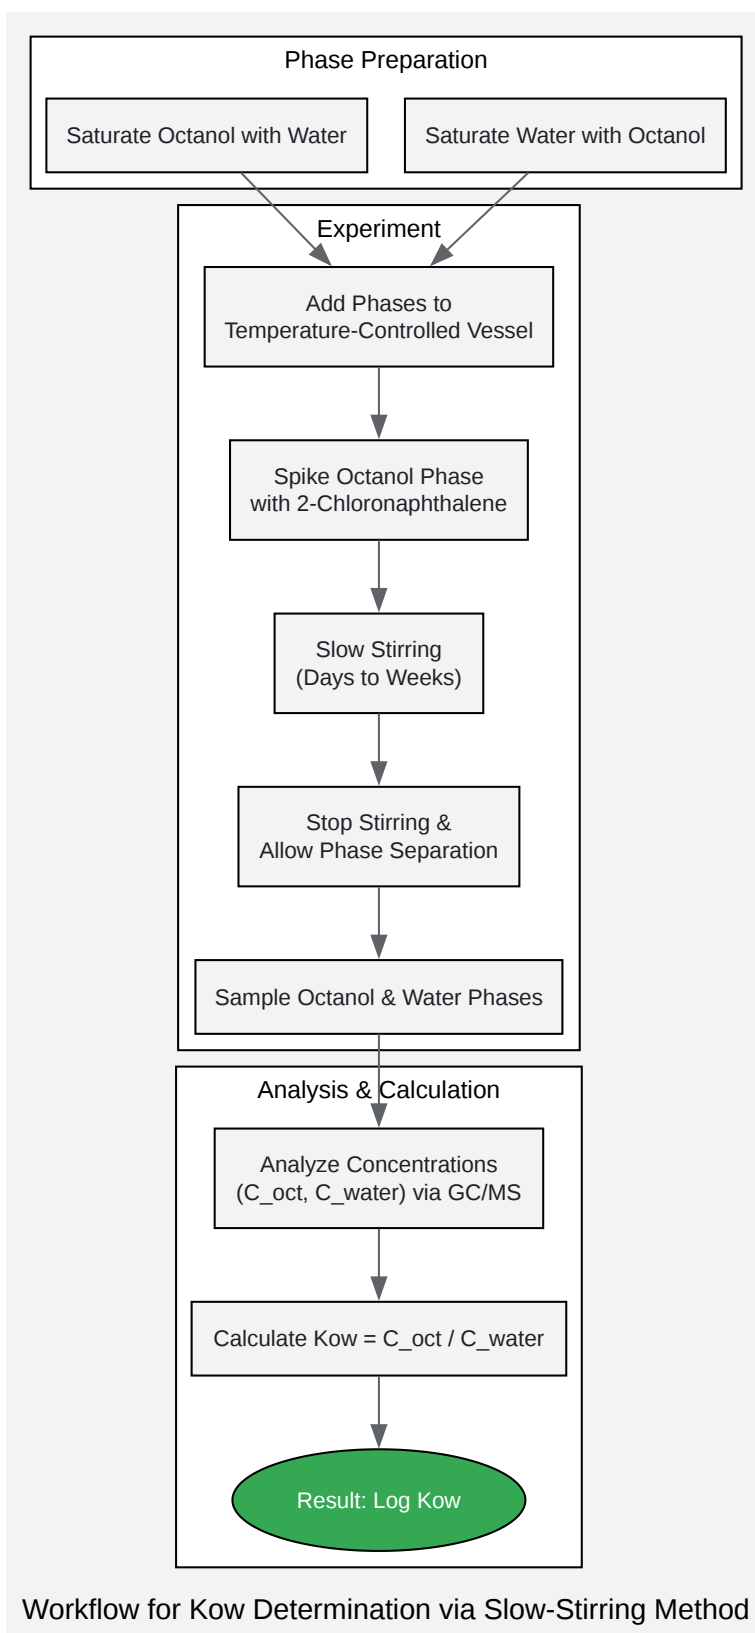 Phase Preparation
Saturate Octanol with Water
Saturate Water with Octanol
Experiment
Add Phases to
Temperature-Controlled Vessel
Spike Octanol Phase
with 2-Chloronaphthalene
Slow Stirring
(Days to Weeks)
Stop Stirring &
Allow Phase Separation
Sample Octanol & Water Phases
Analysis & Calculation
Analyze Concentrations
(C_oct, C_water) via GC/MS
Calculate Kow = C_oct / C_water
Result: Log Kow
Workflow for Kow Determination via Slow-Stirring Method